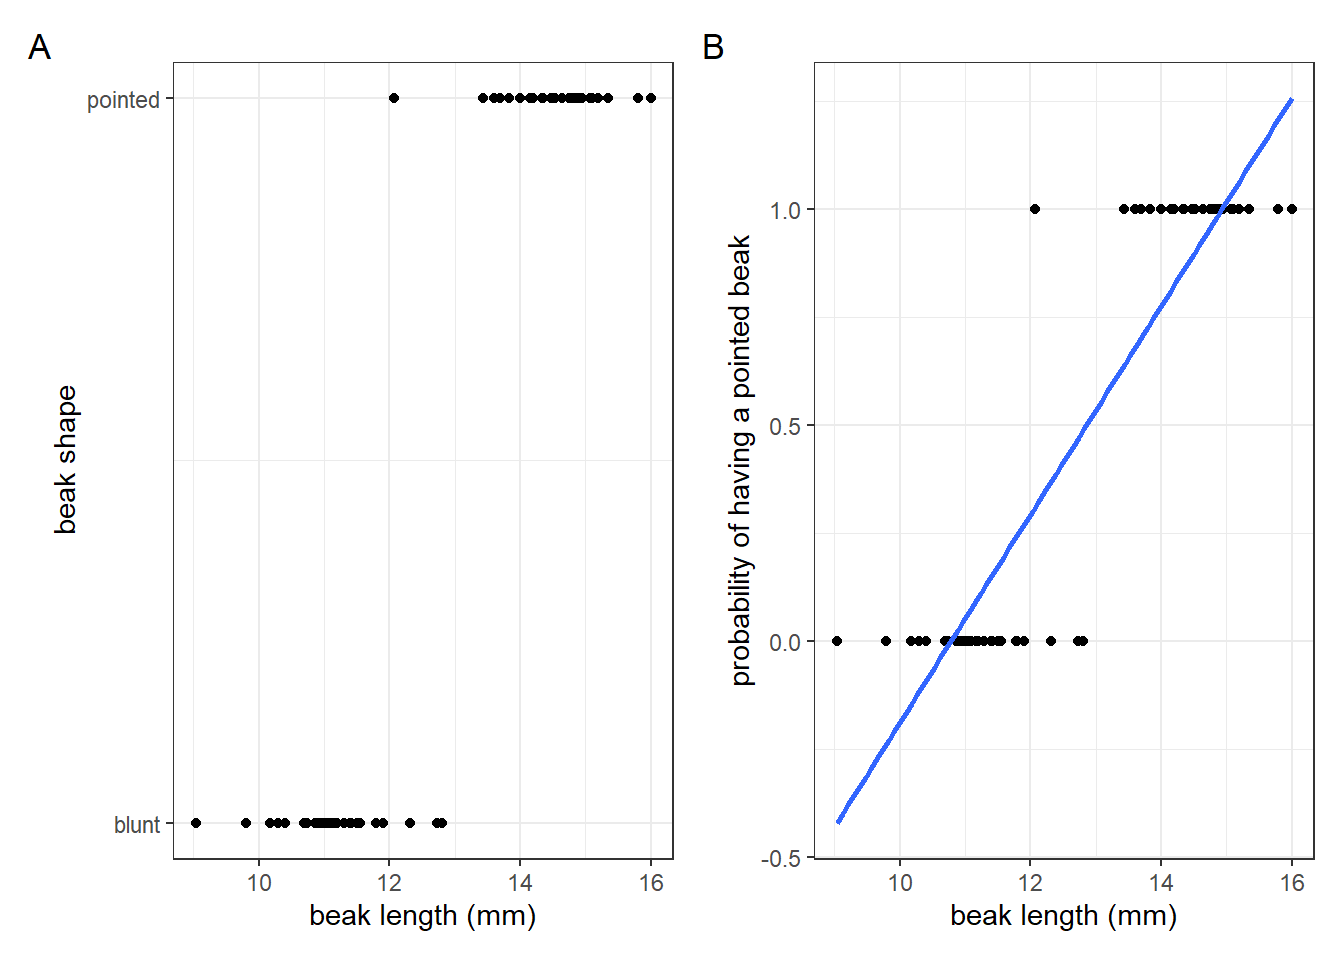 A
beak shape
pointed
blunt
10 12 14 16
beak length (mm)
B
probability of having a pointed beak
1.0
0.5
0.0
-0.5
10 12 14 16
beak length (mm)